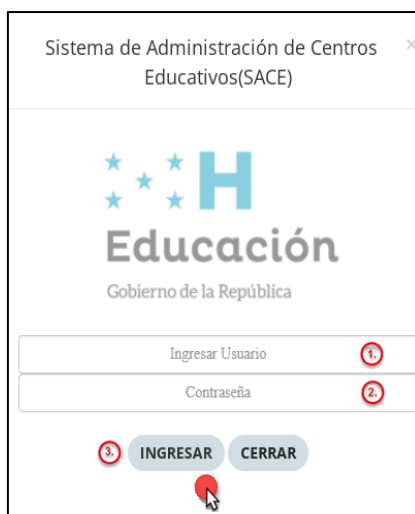 Sistema de Administración de Centros
Educativos(SACE)
×
H
Educación
Gobierno de la República
Ingresar Usuario 1.
Contraseña 2.
3. INGRESAR CERRAR